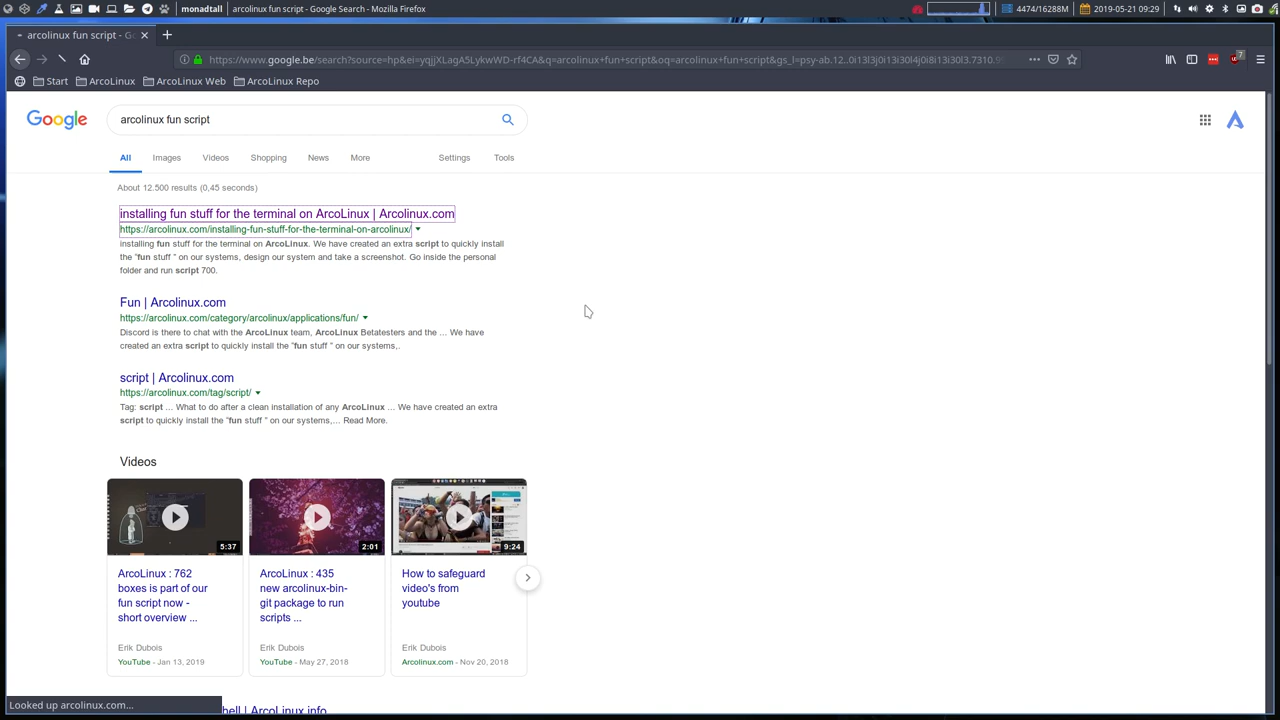 monadtall arcolinux fun script - Google Search - Mozilla Firefox 4474/16288M 2019-05-21 09:29
arcolinux fun script - Go
https://www.google.be/search?source=hp&ei=yqjjXLagA5LykwWD-rf4CA&q=arcolinux+fun+script&oq=arcolinux+fun+script&gs_l=psy-ab.12..0i13l3j0i13i30l4j0i8i13i30l3.7310.99
7
Start ArcoLinux ArcoLinux Web ArcoLinux Repo
Google
arcolinux fun script
All Images Videos Shopping News More Settings Tools
About 12.500 results (0,45 seconds)
installing fun stuff for the terminal on ArcoLinux | Arcolinux.com
https://arcolinux.com/installing-fun-stuff-for-the-terminal-on-arcolinux/
installing fun stuff for the terminal on ArcoLinux. We have created an extra script to quickly install
the "fun stuff " on our systems, design our system and take a screenshot. Go inside the personal
folder and run script 700.
Fun | Arcolinux.com
https://arcolinux.com/category/arcolinux/applications/fun/
Discord is there to chat with the ArcoLinux team, ArcoLinux Betatesters and the ... We have
created an extra script to quickly install the "fun stuff " on our systems,.
script | Arcolinux.com
https://arcolinux.com/tag/script/
Tag: script ... What to do after a clean installation of any ArcoLinux ... We have created an extra
script to quickly install the "fun stuff " on our systems,... Read More.
Videos
5:37
2:01
9:24
ArcoLinux : 762
boxes is part of our
fun script now -
short overview ...
Erik Dubois
YouTube - Jan 13, 2019
ArcoLinux : 435
new arcolinux-bin-
git package to run
scripts ...
Erik Dubois
YouTube - May 27, 2018
How to safeguard
video's from
youtube
Erik Dubois
Arcolinux.com - Nov 20, 2018
Looked up arcolinux.com...
hell | ArcoLinux.info